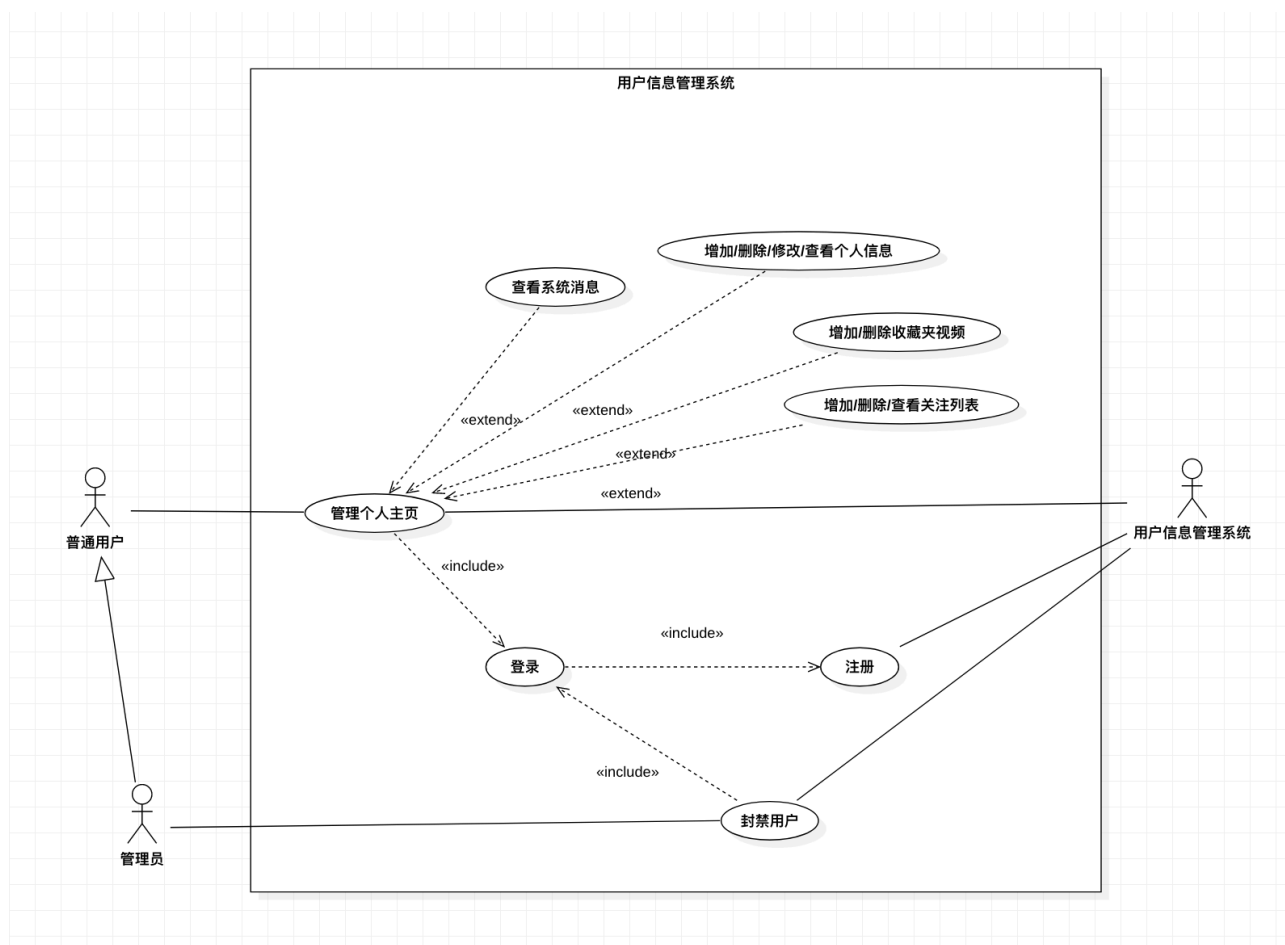 用户信息管理系统
增加/删除/修改/查看个人信息
查看系统消息
增加/删除收藏夹视频
增加/删除/查看关注列表
«extend»
«extend»
«extend»
«extend»
管理个人主页
普通用户
用户信息管理系统
«include»
«include»
登录
注册
«include»
封禁用户
管理员